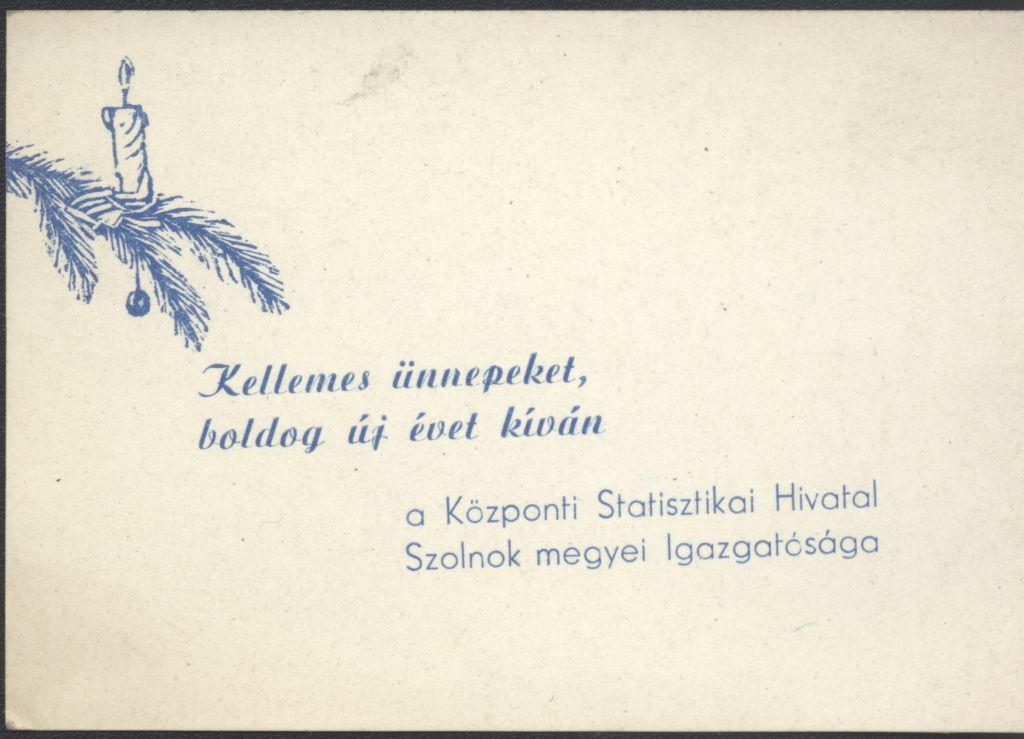 Kellemes ünnepeket,
boldog új évet kíván
a Központi Statisztikai Hivatal
Szolnok megyei Igazgatósága